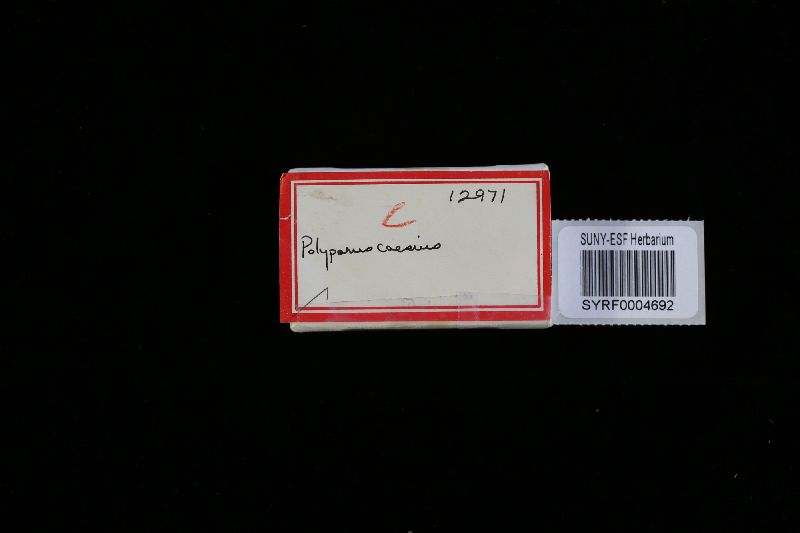 12971
C
Polyporus caesius
SUNY-ESF Herbarium
SYRF0004692